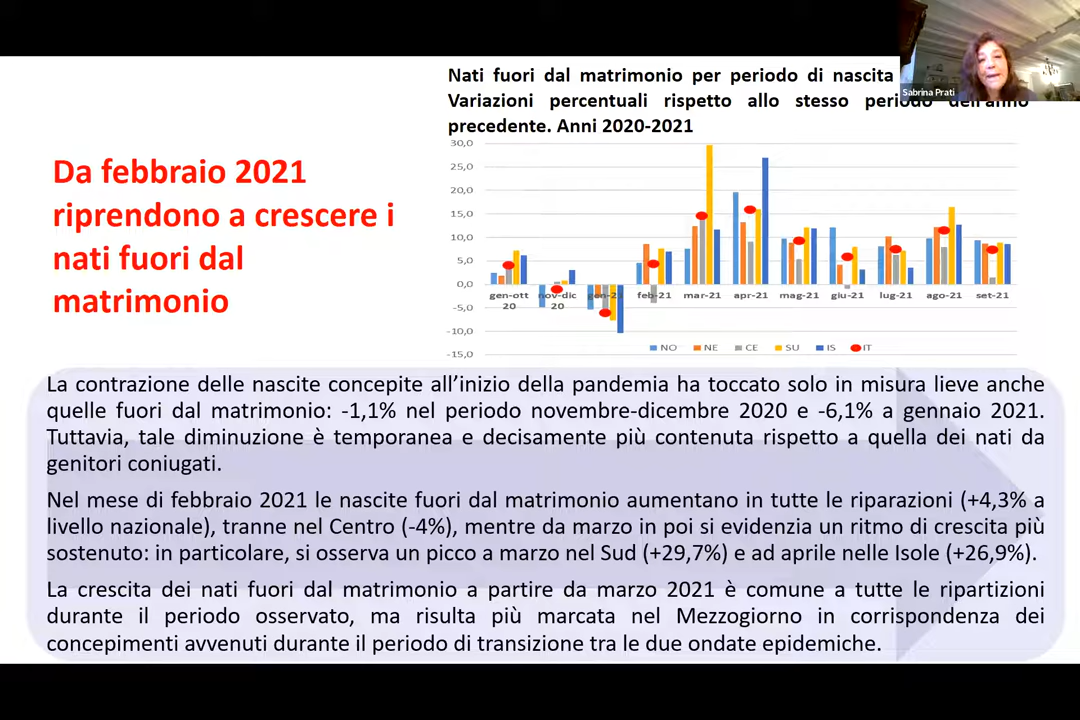 Nati fuori dal matrimonio per periodo di nascita
Variazioni percentuali rispetto allo stesso periodo dell'anno
precedente. Anni 2020-2021
Sabrina Prati
Da febbraio 2021
riprendono a crescere i
nati fuori dal
matrimonio
30,0
25,0
20,0
15,0
10,0
5,0
0,0
-5,0
-10,0
-15,0
gen-ott 20
nov-dic 20
gen-21
feb-21
mar-21
apr-21
mag-21
giu-21
lug-21
ago-21
set-21
NO NE CE SU IS IT
La contrazione delle nascite concepite all'inizio della pandemia ha toccato solo in misura lieve anche
quelle fuori dal matrimonio: -1,1% nel periodo novembre-dicembre 2020 e -6,1% a gennaio 2021.
Tuttavia, tale diminuzione è temporanea e decisamente più contenuta rispetto a quella dei nati da
genitori coniugati.
Nel mese di febbraio 2021 le nascite fuori dal matrimonio aumentano in tutte le riparazioni (+4,3% a
livello nazionale), tranne nel Centro (-4%), mentre da marzo in poi si evidenzia un ritmo di crescita più
sostenuto: in particolare, si osserva un picco a marzo nel Sud (+29,7%) e ad aprile nelle Isole (+26,9%).
La crescita dei nati fuori dal matrimonio a partire da marzo 2021 è comune a tutte le ripartizioni
durante il periodo osservato, ma risulta più marcata nel Mezzogiorno in corrispondenza dei
concepimenti avvenuti durante il periodo di transizione tra le due ondate epidemiche.